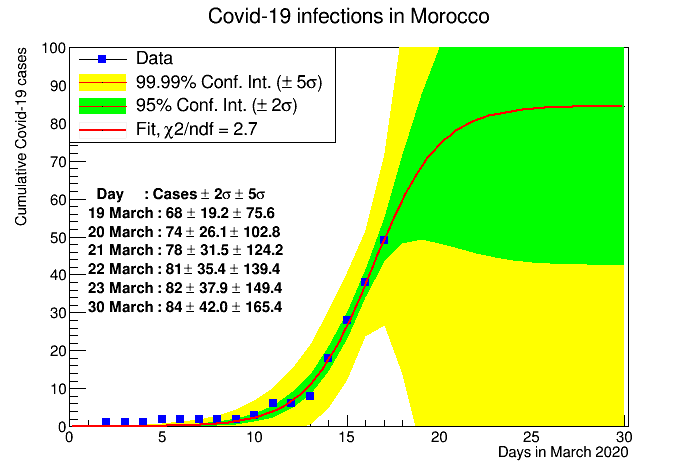 Covid-19 infections in Morocco
Cumulative Covid-19 cases
100
90
80
70
60
50
40
30
20
10
0
Data
99.99% Conf. Int. (± 5σ)
95% Conf. Int. (± 2σ)
Fit, χ2/ndf = 2.7
Day : Cases ± 2σ ± 5σ
19 March : 68 ± 19.2 ± 75.6
20 March : 74 ± 26.1 ± 102.8
21 March : 78 ± 31.5 ± 124.2
22 March : 81 ± 35.4 ± 139.4
23 March : 82 ± 37.9 ± 149.4
30 March : 84 ± 42.0 ± 165.4
0 5 10 15 20 25 30
Days in March 2020